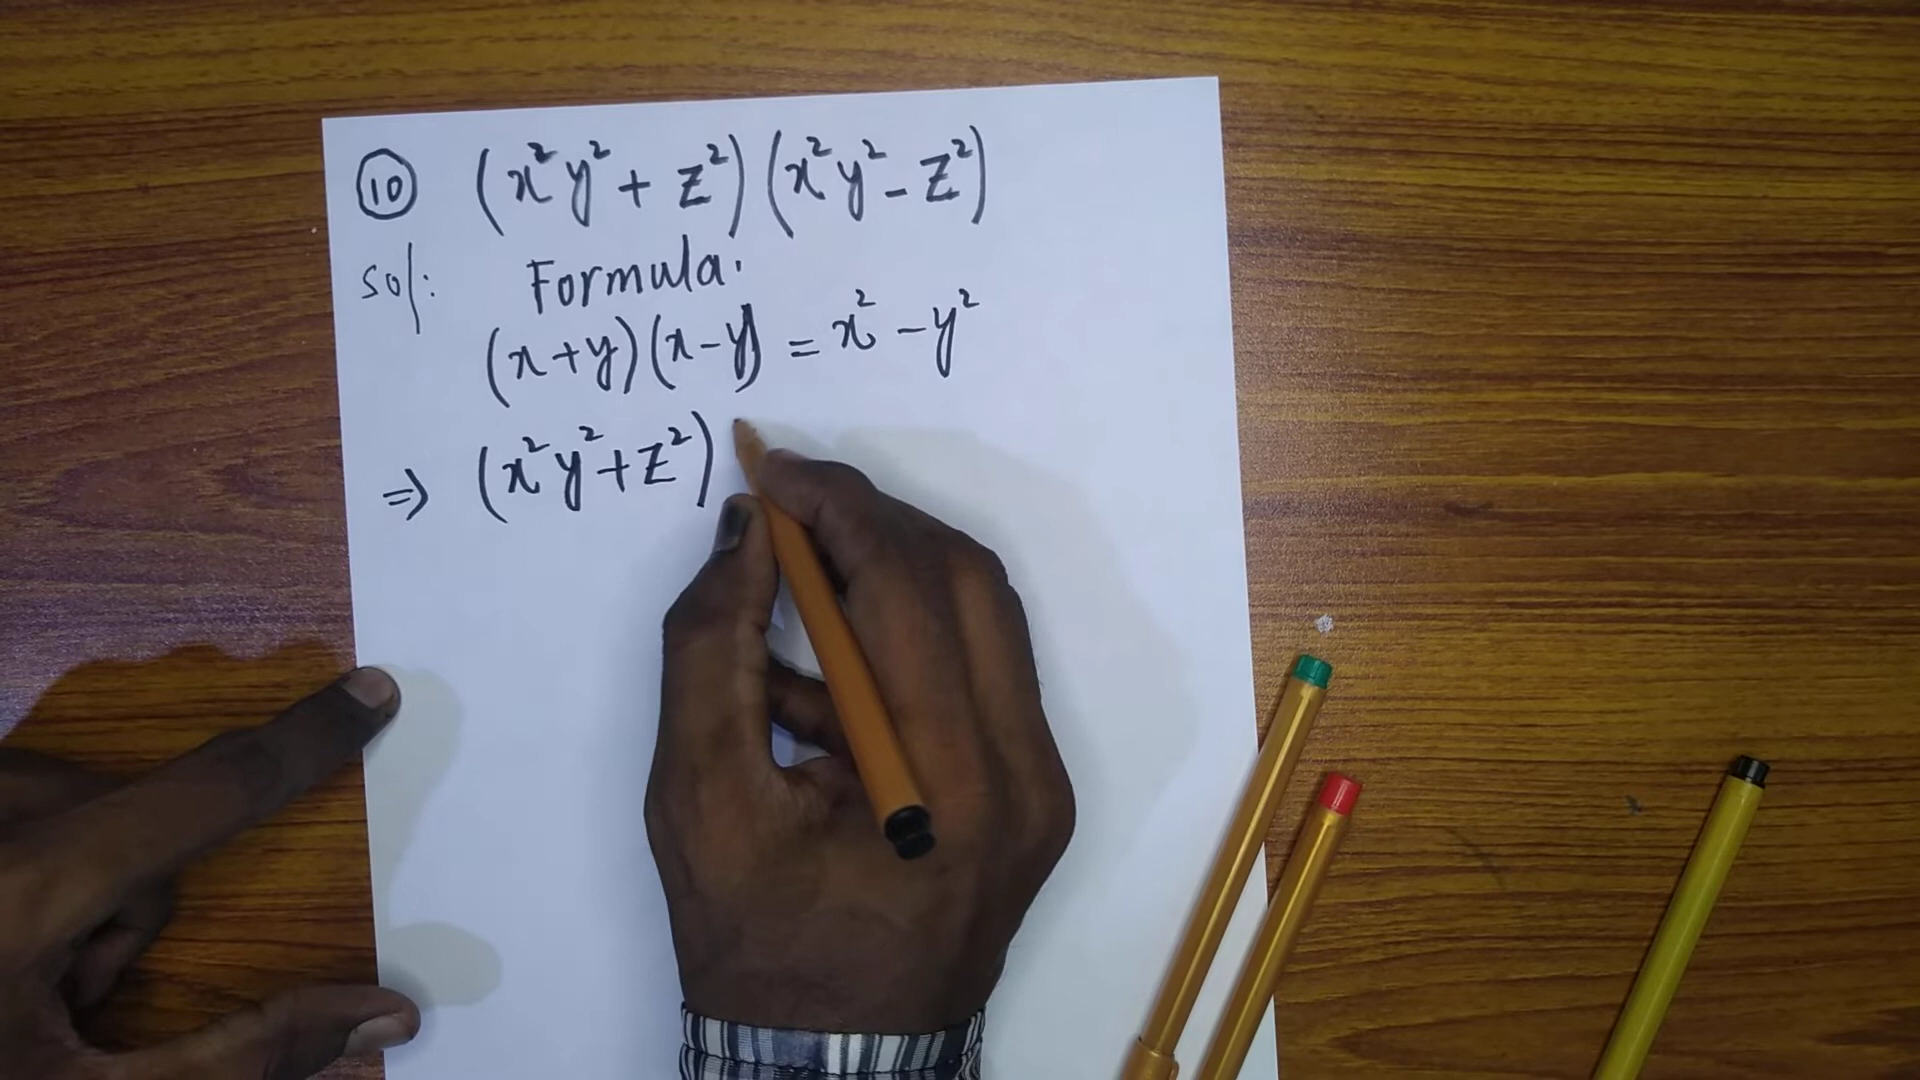 ⑩ (x²y² + z²)(x²y² - z²)
Sol: Formula.
(x+y)(x-y) = x² - y²
⇒ (x²y²+z²)